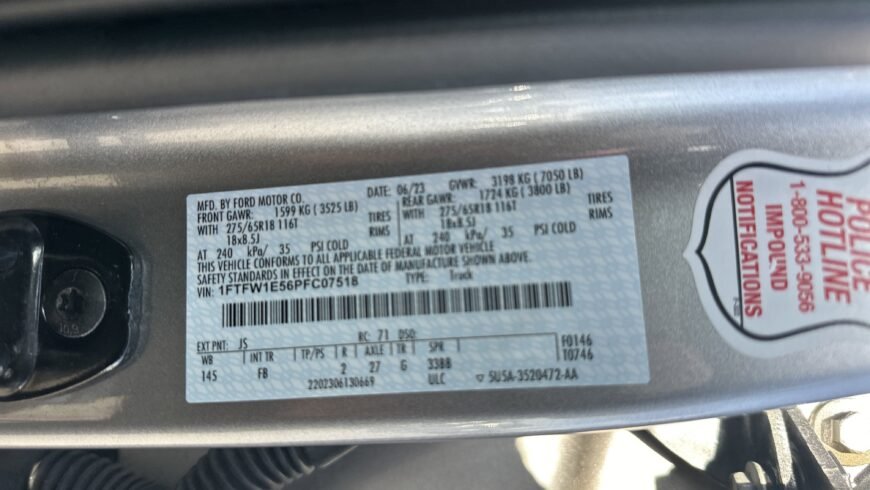 MFD. BY FORD MOTOR CO.
DATE: 06/23 GVWR: 3198 KG ( 7050 LB)
FRONT GAWR: 1599 KG ( 3525 LB)
REAR GAWR: 1724 KG ( 3800 LB)
WITH 275/65R18 116T TIRES
WITH 275/65R18 116T TIRES
18x8.5J RIMS
18x8.5J RIMS
AT 240 kPa/ 35 PSI COLD
AT 240 kPa/ 35 PSI COLD
THIS VEHICLE CONFORMS TO ALL APPLICABLE FEDERAL MOTOR VEHICLE
SAFETY STANDARDS IN EFFECT ON THE DATE OF MANUFACTURE SHOWN ABOVE.
VIN: 1FTFW1E56PFC07518
TYPE: Truck
EXT PNT: JS RC: 71 DSO: F0146
WB INT TR TP/PS R AXLE TR SPR T0746
145 FB 2 27 G 33BB
2202306130669 ULC ▽ 5U5A-3520472-AA
POLICE
HOTLINE
1-800-533-9056
IMPOUND
NOTIFICATIONS
10.9